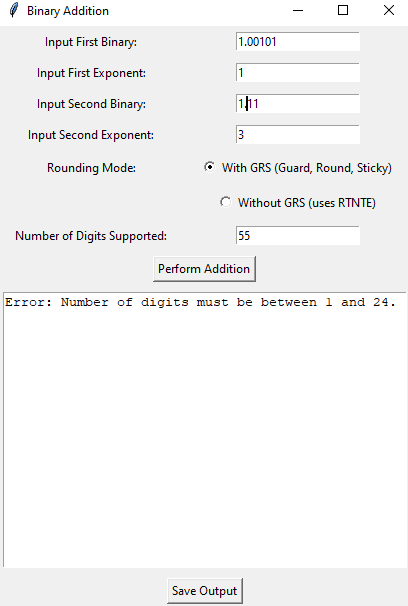 Binary Addition
Input First Binary: 1.00101
Input First Exponent: 1
Input Second Binary: 1.11
Input Second Exponent: 3
Rounding Mode: With GRS (Guard, Round, Sticky)
Without GRS (uses RTNTE)
Number of Digits Supported: 55
Perform Addition
Error: Number of digits must be between 1 and 24.
Save Output